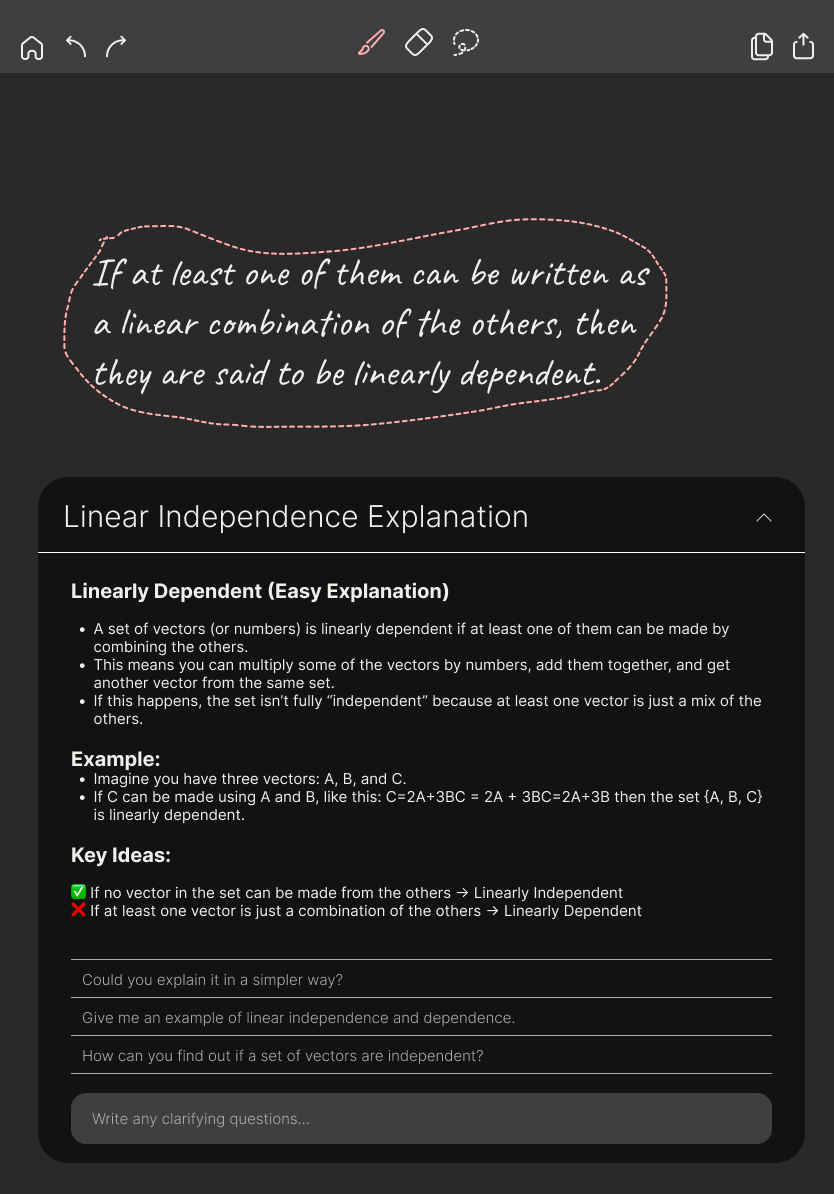 If at least one of them can be written as
a linear combination of the others, then
they are said to be linearly dependent.
Linear Independence Explanation
Linearly Dependent (Easy Explanation)
• A set of vectors (or numbers) is linearly dependent if at least one of them can be made by
combining the others.
• This means you can multiply some of the vectors by numbers, add them together, and get
another vector from the same set.
• If this happens, the set isn’t fully “independent” because at least one vector is just a mix of the
others.
Example:
• Imagine you have three vectors: A, B, and C.
• If C can be made using A and B, like this: C=2A+3BC = 2A + 3BC=2A+3B then the set {A, B, C}
is linearly dependent.
Key Ideas:
✅ If no vector in the set can be made from the others → Linearly Independent
❌ If at least one vector is just a combination of the others → Linearly Dependent
Could you explain it in a simpler way?
Give me an example of linear independence and dependence.
How can you find out if a set of vectors are independent?
Write any clarifying questions...